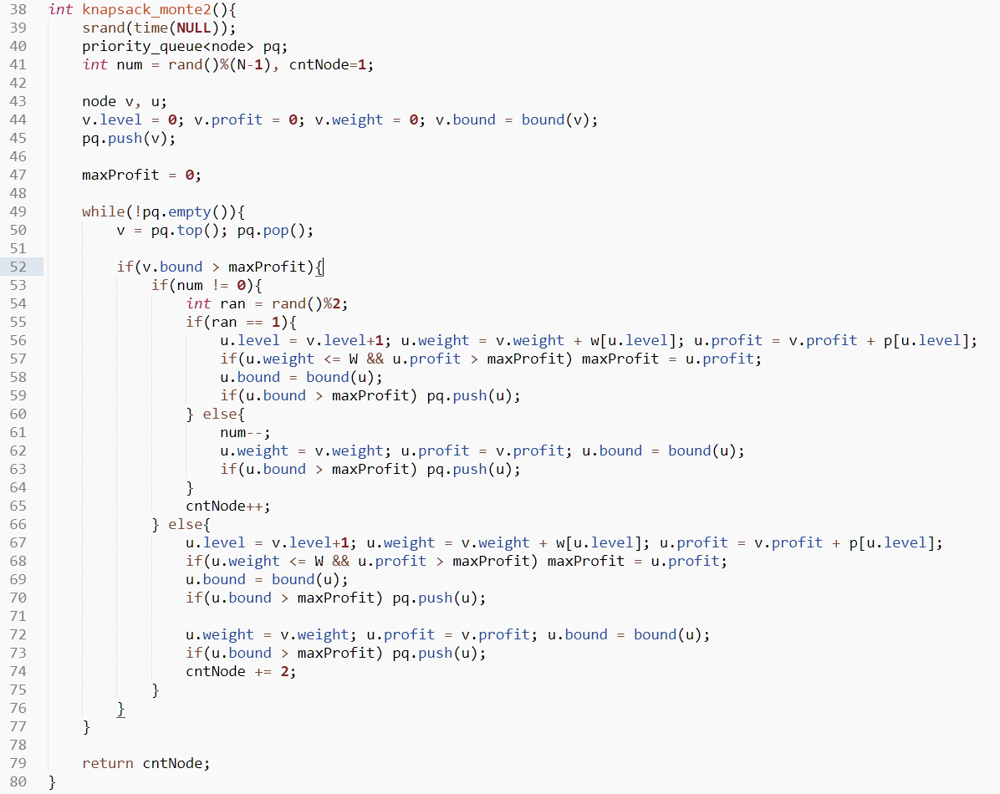 38 int knapsack_monte2(){
39     srand(time(NULL));
40     priority_queue<node> pq;
41     int num = rand()%(N-1), cntNode=1;
42
43     node v, u;
44     v.level = 0; v.profit = 0; v.weight = 0; v.bound = bound(v);
45     pq.push(v);
46
47     maxProfit = 0;
48
49     while(!pq.empty()){
50         v = pq.top(); pq.pop();
51
52         if(v.bound > maxProfit){
53             if(num != 0){
54                 int ran = rand()%2;
55                 if(ran == 1){
56                     u.level = v.level+1; u.weight = v.weight + w[u.level]; u.profit = v.profit + p[u.level];
57                     if(u.weight <= W && u.profit > maxProfit) maxProfit = u.profit;
58                     u.bound = bound(u);
59                     if(u.bound > maxProfit) pq.push(u);
60                 } else{
61                     num--;
62                     u.weight = v.weight; u.profit = v.profit; u.bound = bound(u);
63                     if(u.bound > maxProfit) pq.push(u);
64                 }
65                 cntNode++;
66             } else{
67                 u.level = v.level+1; u.weight = v.weight + w[u.level]; u.profit = v.profit + p[u.level];
68                 if(u.weight <= W && u.profit > maxProfit) maxProfit = u.profit;
69                 u.bound = bound(u);
70                 if(u.bound > maxProfit) pq.push(u);
71
72                 u.weight = v.weight; u.profit = v.profit; u.bound = bound(u);
73                 if(u.bound > maxProfit) pq.push(u);
74                 cntNode += 2;
75             }
76         }
77     }
78
79     return cntNode;
80 }